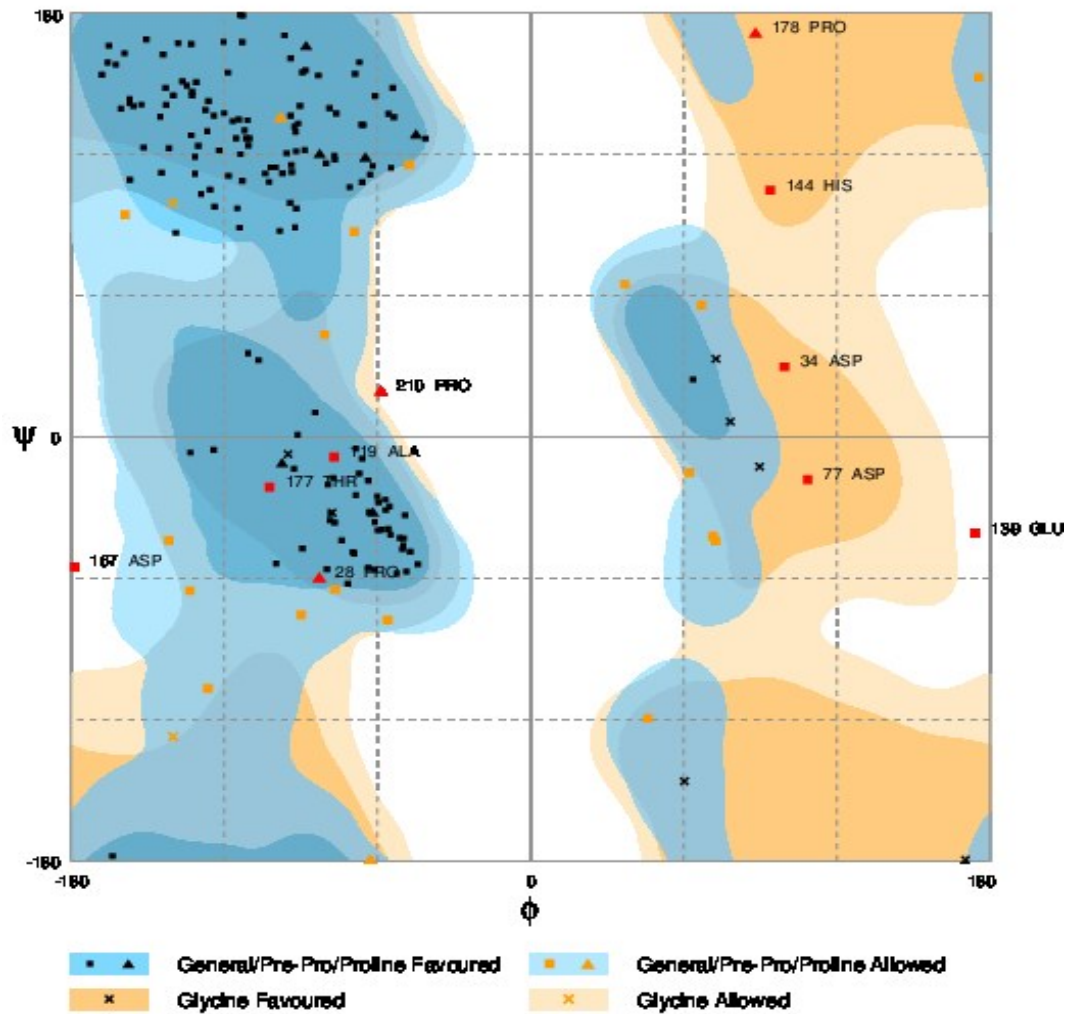 180
178 PRO
144 HIS
34 ASP
210 PRO
Ψ 0
119 ALA
177 THR
77 ASP
139 GLU
167 ASP
28 PRO
-180
-180 0 180
ϕ
General/Pre-Pro/Proline Favoured General/Pre-Pro/Proline Allowed
Glycine Favoured Glycine Allowed